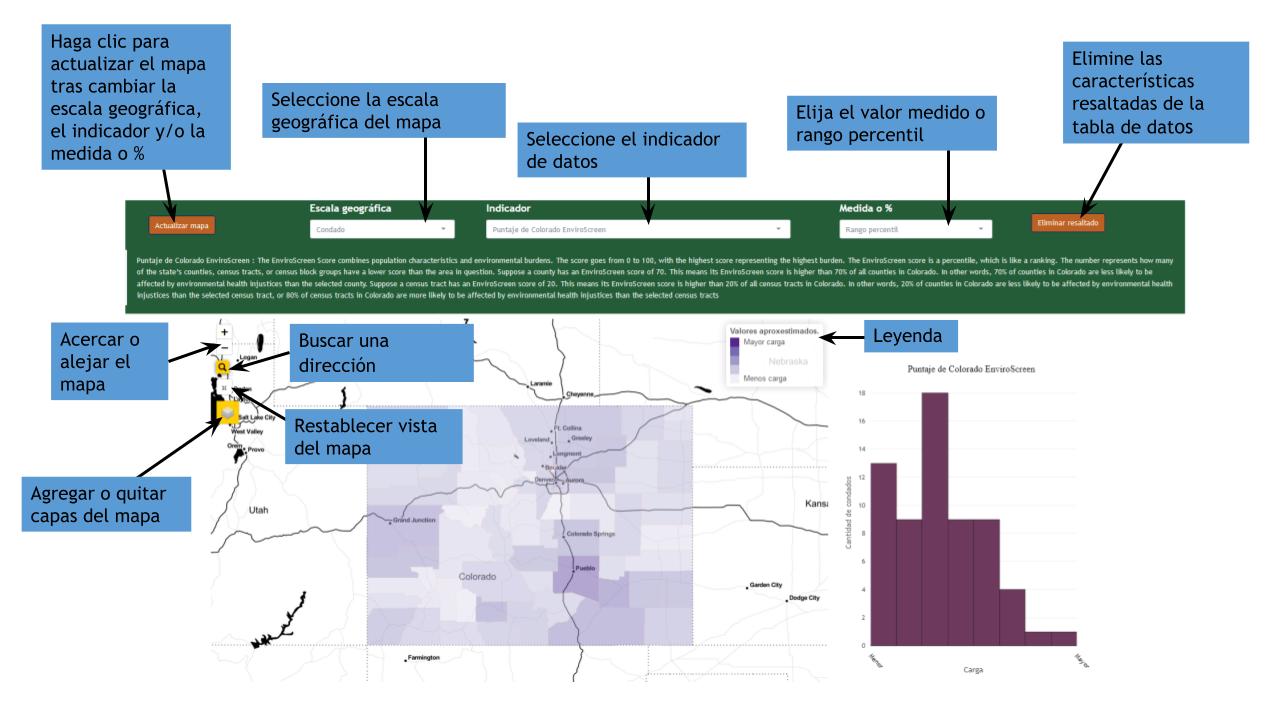 Haga clic para
actualizar el mapa
tras cambiar la
escala geográfica,
el indicador y/o la
medida o %
Seleccione la escala
geográfica del mapa
Seleccione el indicador
de datos
Elija el valor medido o
rango percentil
Elimine las
características
resaltadas de la
tabla de datos
Actualizar mapa
Escala geográfica
Condado
Indicador
Puntaje de Colorado EnviroScreen
Medida o %
Rango percentil
Eliminar resaltado
Puntaje de Colorado EnviroScreen : The EnviroScreen Score combines population characteristics and environmental burdens. The score goes from 0 to 100, with the highest score representing the highest burden. The EnviroScreen score is a percentile, which is like a ranking. The number represents how many
of the state's counties, census tracts, or census block groups have a lower score than the area in question. Suppose a county has an EnviroScreen score of 70. This means its EnviroScreen score is higher than 70% of all counties in Colorado. In other words, 70% of counties in Colorado are less likely to be
affected by environmental health injustices than the selected county. Suppose a census tract has an EnviroScreen score of 20. This means its EnviroScreen score is higher than 20% of all census tracts in Colorado. In other words, 20% of counties in Colorado are less likely to be affected by environmental health
injustices than the selected census tract, or 80% of census tracts in Colorado are more likely to be affected by environmental health injustices than the selected census tracts
Acercar o
alejar el
mapa
Buscar una
dirección
Restablecer vista
del mapa
Agregar o quitar
capas del mapa
Leyenda
+
−
Valores aproxestimados.
Mayor carga
Menos carga
Nebraska
Logan
Salt Lake City
West Valley
Orem
Provo
Utah
Laramie
Cheyenne
Ft. Collins
Loveland
Greeley
Longmont
Boulder
Denver
Aurora
Grand Junction
Colorado Springs
Colorado
Pueblo
Kansa
Garden City
Dodge City
Farmington
Puntaje de Colorado EnviroScreen
Cantidad de condados
18
16
14
12
10
8
6
4
2
0
Menor
Mayor
Carga